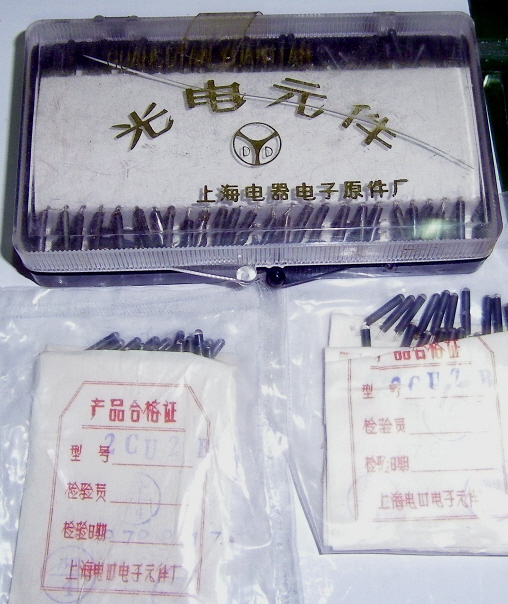 光电元件
DD
上海电器电子原件厂
产品合格证
型号 2CU2B
检验员
检验日期
上海电口电子元件厂
产品合格证
型号 2CU2B
检验员
检验日期
上海电口电子元件